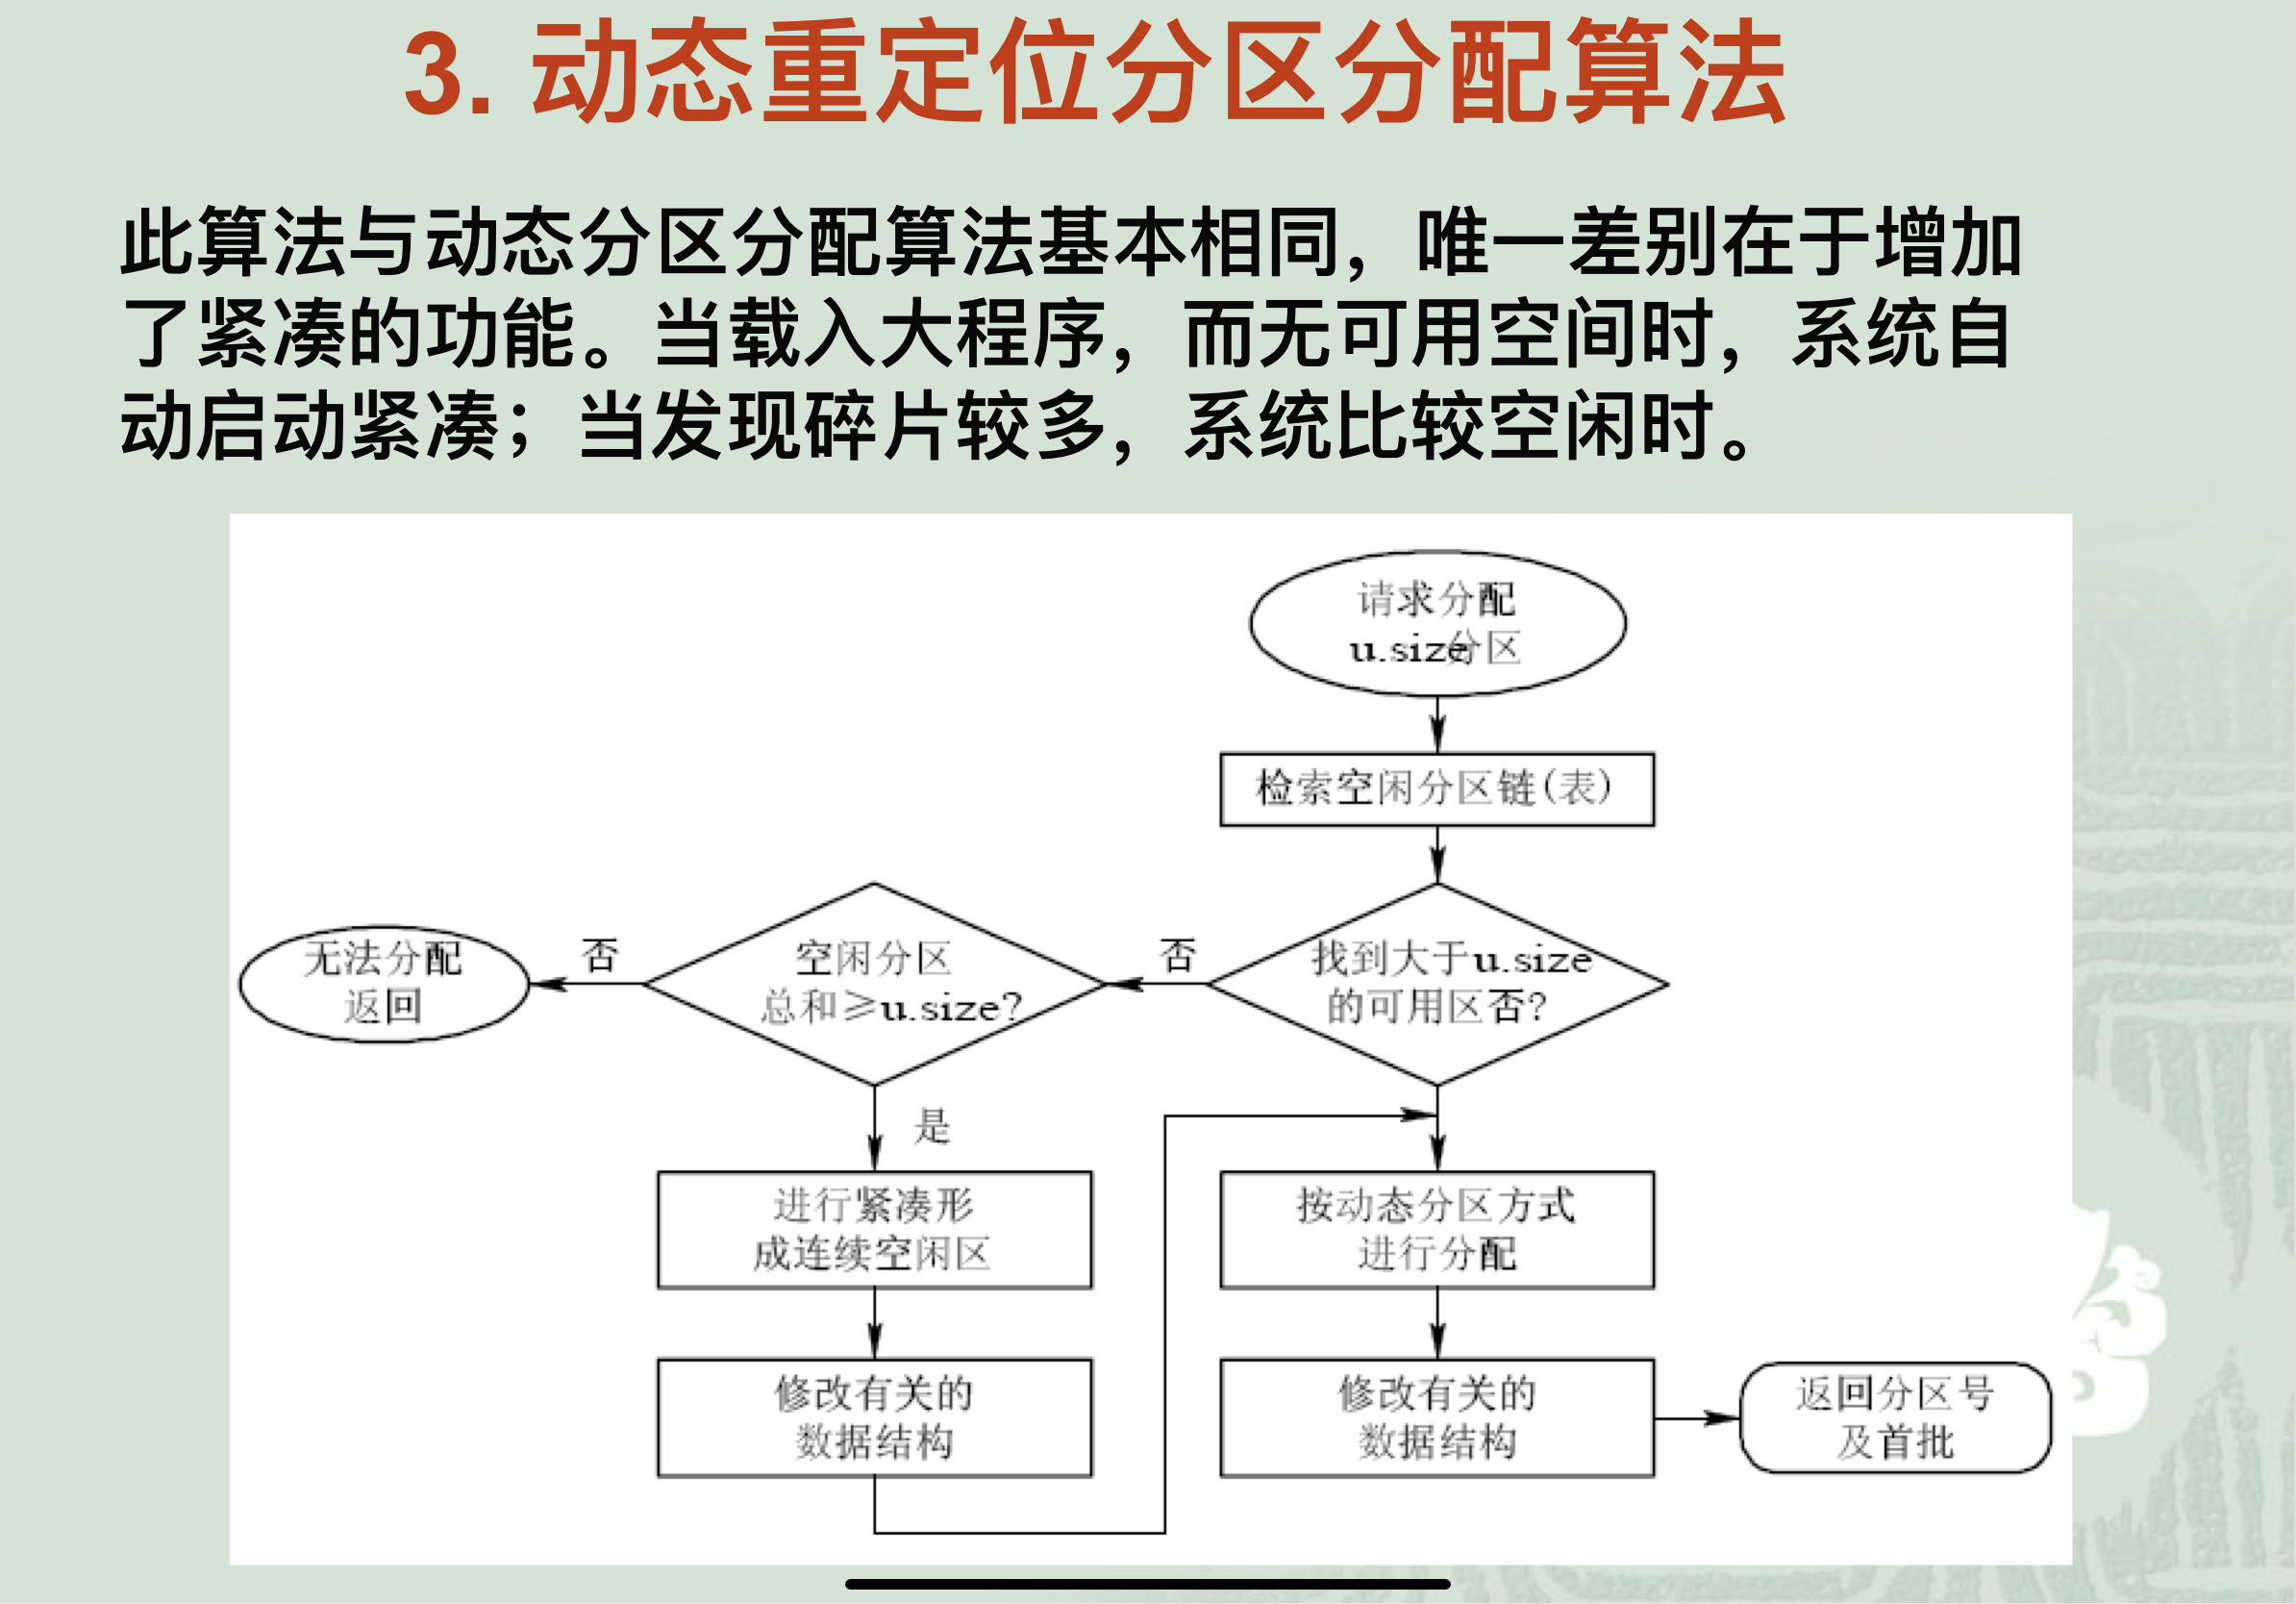 3. 动态重定位分区分配算法
此算法与动态分区分配算法基本相同，唯一差别在于增加
了紧凑的功能。当载入大程序，而无可用空间时，系统自
动启动紧凑；当发现碎片较多，系统比较空闲时。
请求分配
u.size分区
检索空闲分区链(表)
找到大于u.size
的可用区否?
否
空闲分区
总和≥u.size?
否
无法分配
返回
是
进行紧凑形
成连续空闲区
修改有关的
数据结构
按动态分区方式
进行分配
修改有关的
数据结构
返回分区号
及首批